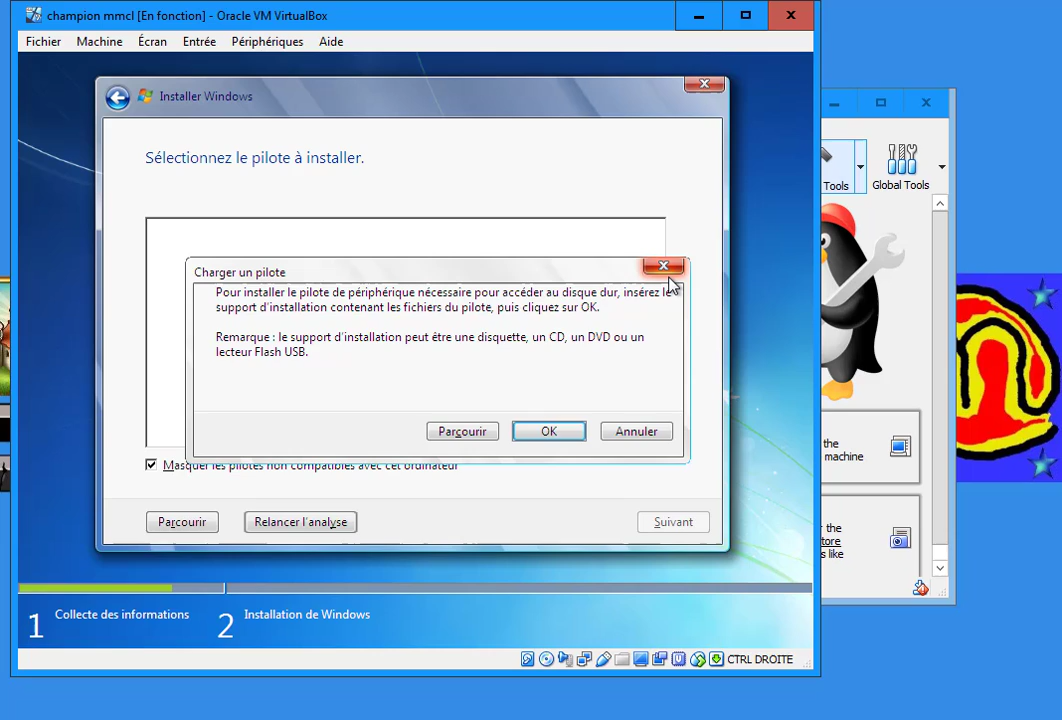 champion mmcl [En fonction] - Oracle VM VirtualBox
Fichier Machine Écran Entrée Périphériques Aide
Installer Windows
Sélectionnez le pilote à installer.
Tools Global Tools
Charger un pilote
Pour installer le pilote de périphérique nécessaire pour accéder au disque dur, insérez le
support d'installation contenant les fichiers du pilote, puis cliquez sur OK.
Remarque : le support d'installation peut être une disquette, un CD, un DVD ou un
lecteur Flash USB.
Parcourir OK Annuler
the
machine
Masquer les pilotes non compatibles avec cet ordinateur
Parcourir Relancer l'analyse Suivant
the
tore
s like
1 Collecte des informations 2 Installation de Windows
CTRL DROITE